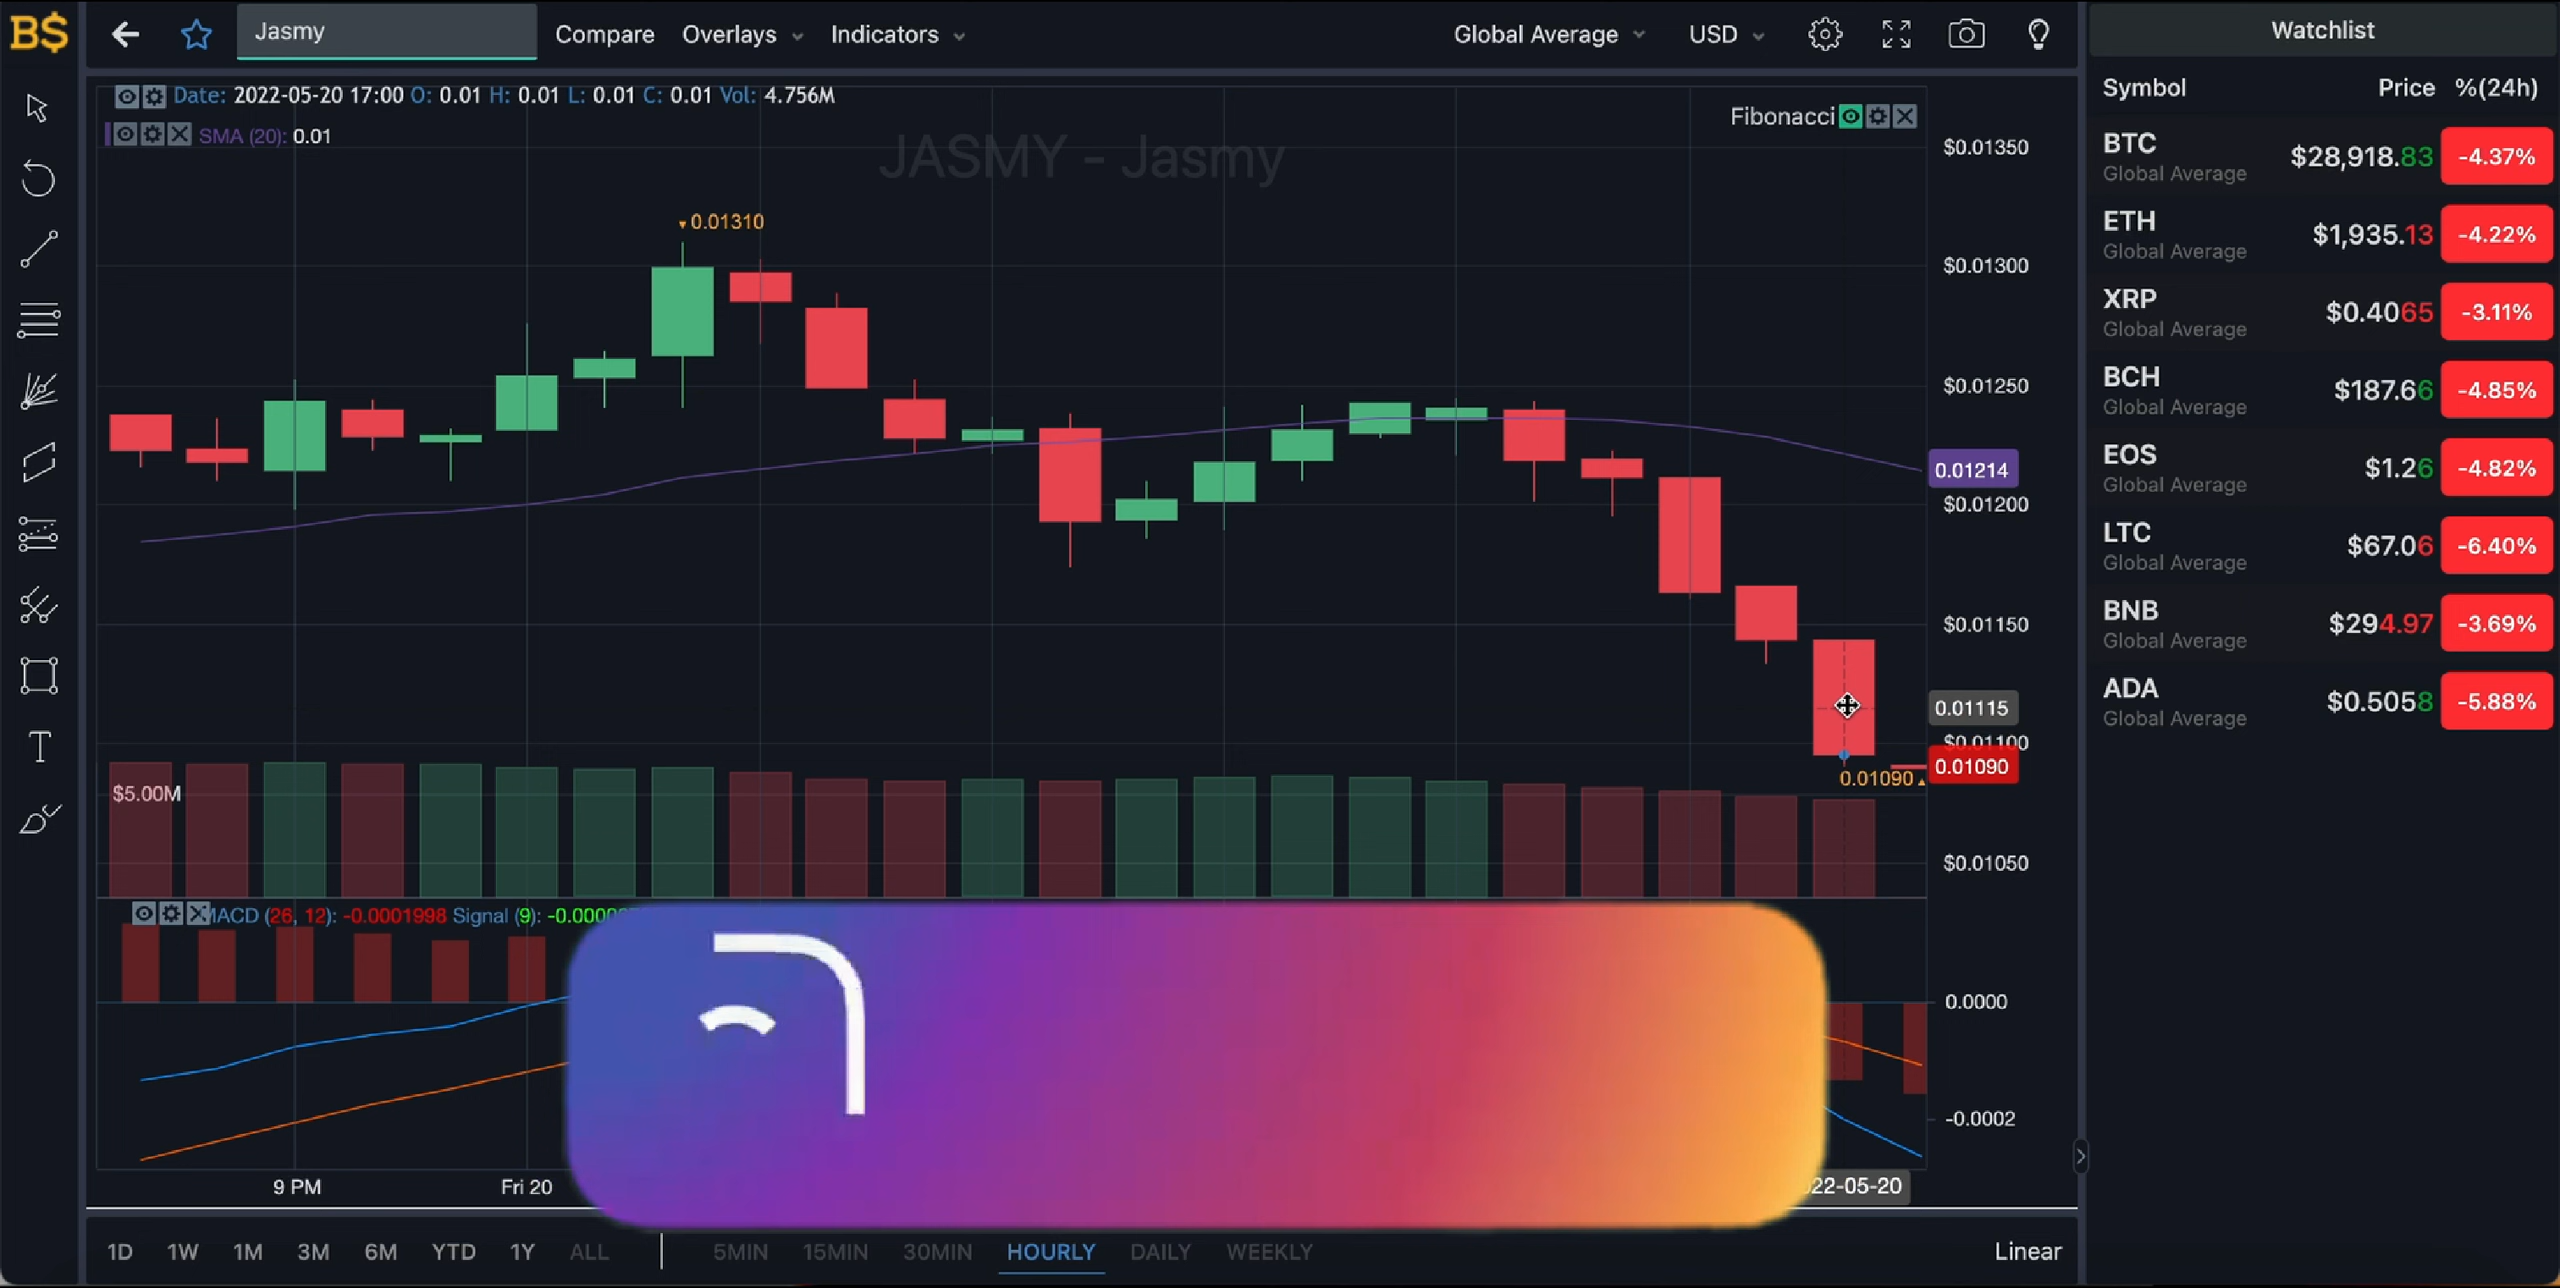 B$
Jasmy
Compare
Overlays
Indicators
Global Average
USD
Watchlist
Date: 2022-05-20 17:00 O: 0.01 H: 0.01 L: 0.01 C: 0.01 Vol: 4.756M
SMA (20): 0.01
Fibonacci
JASMY - Jasmy
0.01310
$0.01350
$0.01300
$0.01250
0.01214
$0.01200
$0.01150
0.01115
$0.01100
0.01090
0.01090
$0.01050
$5.00M
MACD (26, 12): -0.0001998 Signal (9):
0.0000
-0.0002
9 PM
Fri 20
22-05-20
1D 1W 1M 3M 6M YTD 1Y ALL
5MIN 15MIN 30MIN HOURLY DAILY WEEKLY
Linear
Symbol Price %(24h)
BTC $28,918.83 -4.37%
Global Average
ETH $1,935.13 -4.22%
Global Average
XRP $0.4065 -3.11%
Global Average
BCH $187.66 -4.85%
Global Average
EOS $1.26 -4.82%
Global Average
LTC $67.06 -6.40%
Global Average
BNB $294.97 -3.69%
Global Average
ADA $0.5058 -5.88%
Global Average